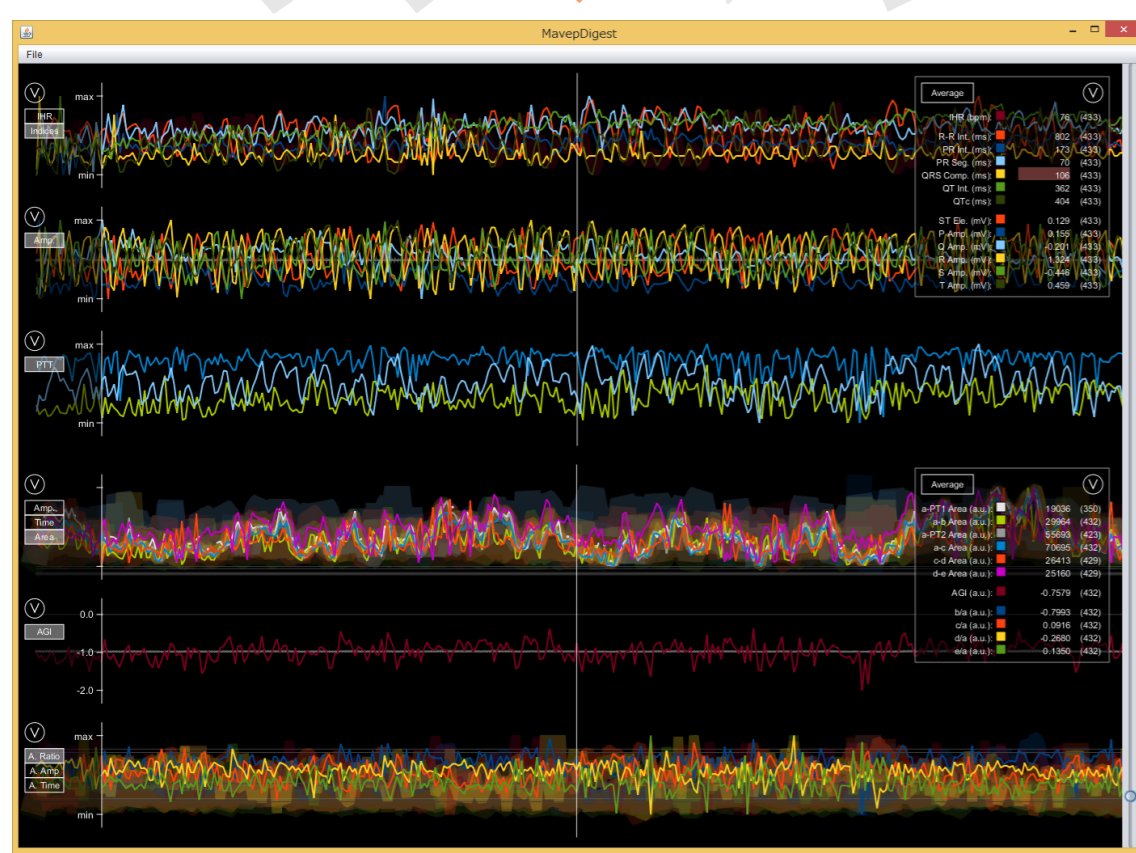 MavepDigest
File
V
max
IHR
Indices
min
V
max
Amp.
min
V
max
PTT
min
Average V
IHR (bpm): 76 (433)
R-R Int. (ms): 802 (433)
PR Int. (ms): 173 (433)
PR Seg. (ms): 70 (433)
QRS Comp. (ms): 106 (433)
QT Int. (ms): 362 (433)
QTc (ms): 404 (433)
ST Ele. (mV): 0.129 (433)
P Amp. (mV): 0.155 (433)
Q Amp. (mV): -0.201 (433)
R Amp. (mV): 1.324 (433)
S Amp. (mV): -0.446 (433)
T Amp. (mV): 0.459 (433)
V
Amp.
Time
Area
V
0.0
AGI
-1.0
-2.0
V
max
A. Ratio
A. Amp
A. Time
min
Average V
a-PT1 Area (a.u.): 19036 (350)
a-b Area (a.u.): 29964 (432)
a-PT2 Area (a.u.): 55693 (423)
a-c Area (a.u.): 70695 (432)
c-d Area (a.u.): 26413 (429)
d-e Area (a.u.): 25160 (429)
AGI (a.u.): -0.7579 (432)
b/a (a.u.): -0.7993 (432)
c/a (a.u.): 0.0916 (432)
d/a (a.u.): -0.2680 (432)
e/a (a.u.): 0.1350 (432)